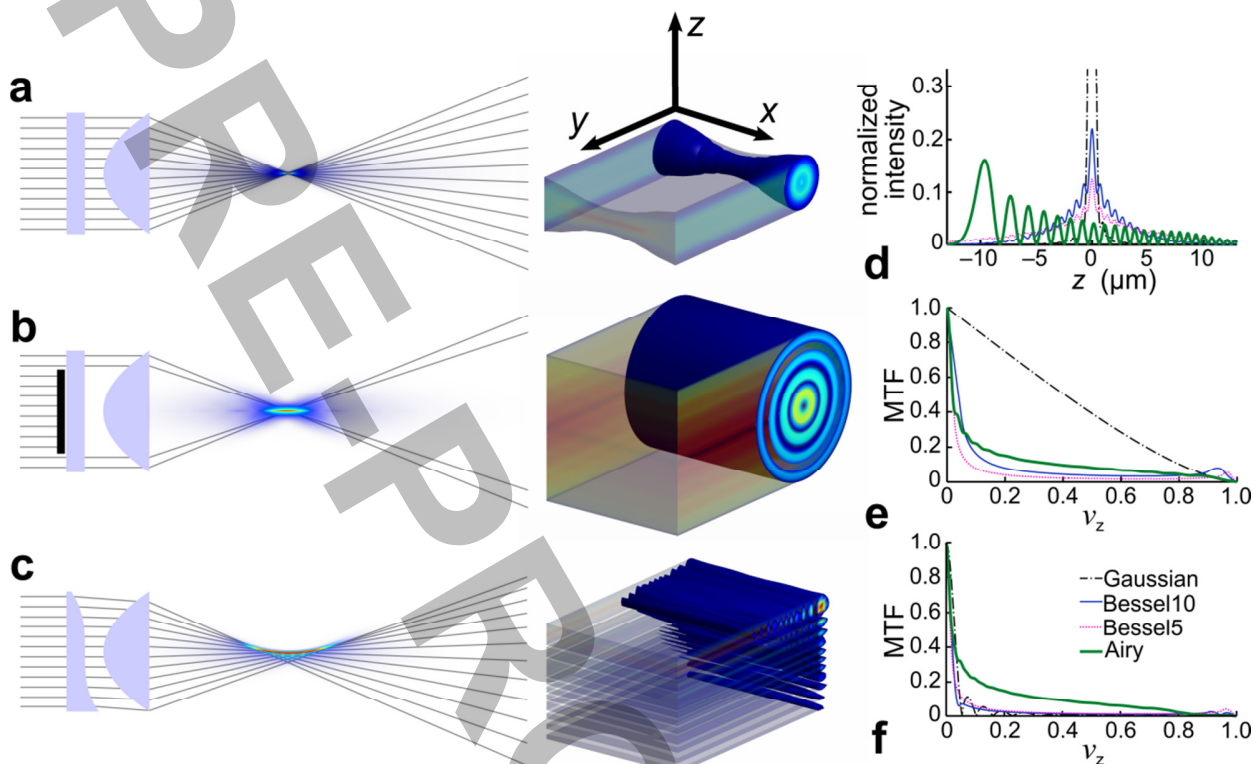 PRE-PRO
a
b
c
z
y
x
normalized
intensity
0.3
0.2
0.1
0
–10
–5
0
5
10
z (µm)
d
MTF
1.0
0.8
0.6
0.4
0.2
0
0
0.2
0.4
0.6
0.8
1.0
νz
e
MTF
1.0
0.8
0.6
0.4
0.2
0
0
0.2
0.4
0.6
0.8
1.0
νz
f
Gaussian
Bessel10
Bessel5
Airy